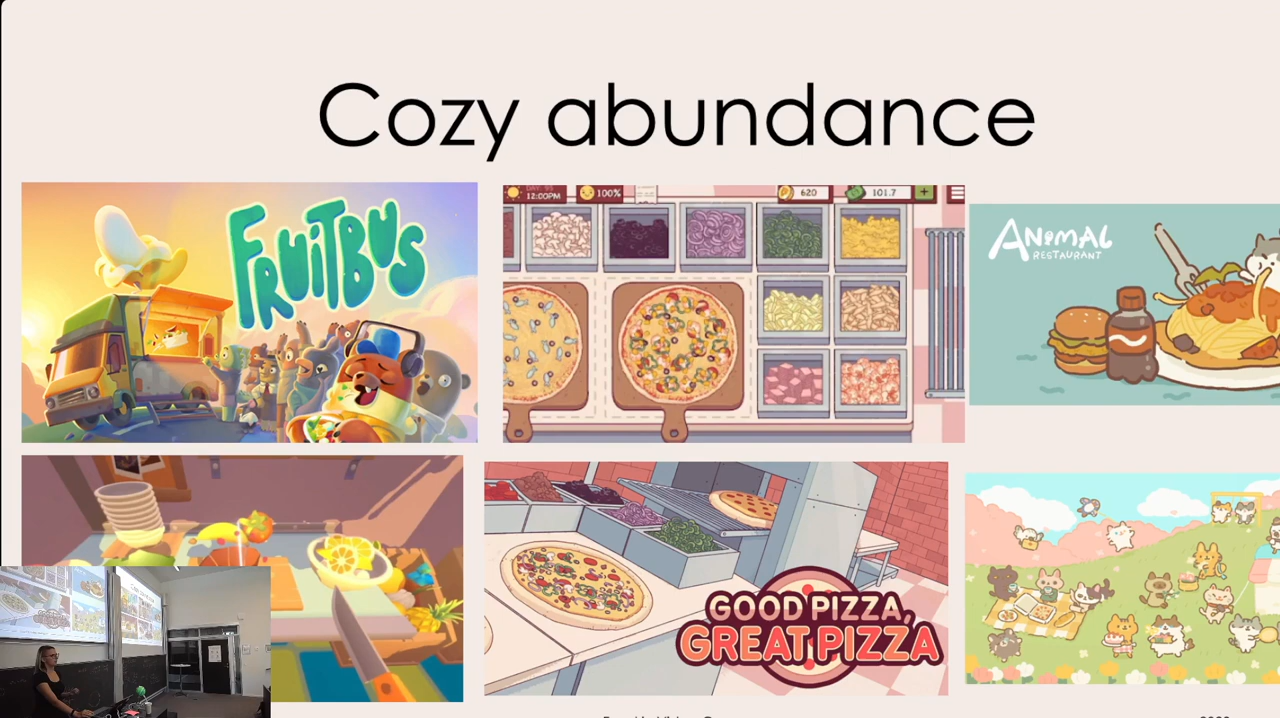 Cozy abundance
FRUITBUS
12:00PM
100%
620
101.7
+
ANIMAL
RESTAURANT
GOOD PIZZA,
GREAT PIZZA